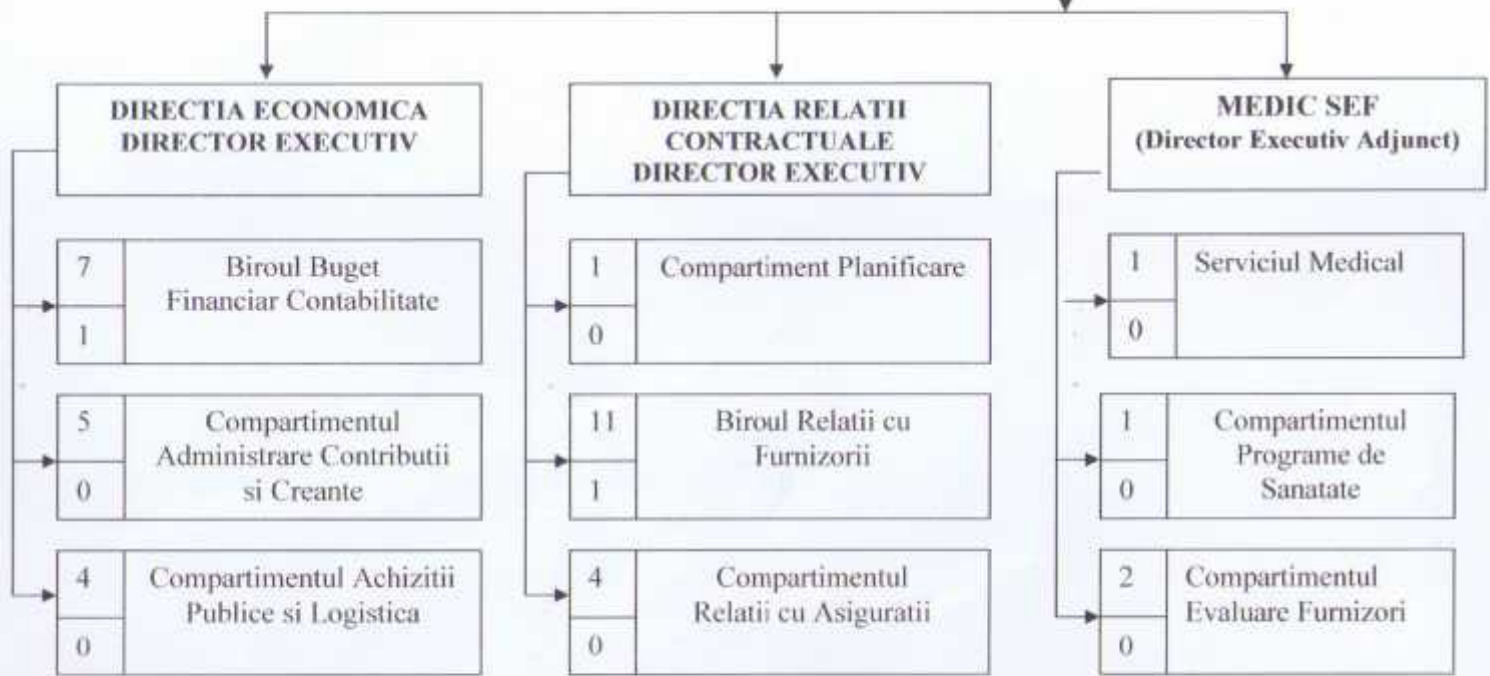 DIRECTIA ECONOMICA
DIRECTOR EXECUTIV
7
Biroul Buget
Financiar Contabilitate
1
5
Compartimentul
Administrare Contributii
si Creante
0
4
Compartimentul Achizitii
Publice si Logistica
0
DIRECTIA RELATII
CONTRACTUALE
DIRECTOR EXECUTIV
1
Compartiment Planificare
0
11
Biroul Relatii cu
Furnizorii
1
4
Compartimentul
Relatii cu Asiguratii
0
MEDIC SEF
(Director Executiv Adjunct)
1
Serviciul Medical
0
1
Compartimentul
Programe de
Sanatate
0
2
Compartimentul
Evaluare Furnizori
0